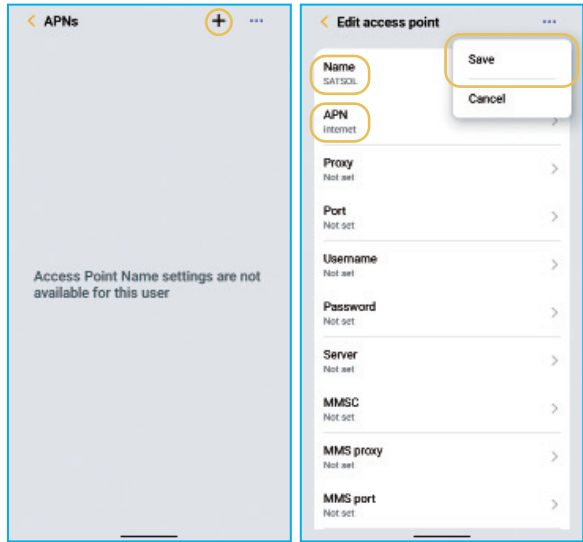 APNs
+
Access Point Name settings are not
available for this user
Edit access point
Save
Cancel
Name
SATSOL
APN
internet
Proxy
Not set
Port
Not set
Username
Not set
Password
Not set
Server
Not set
MMSC
Not set
MMS proxy
Not set
MMS port
Not set